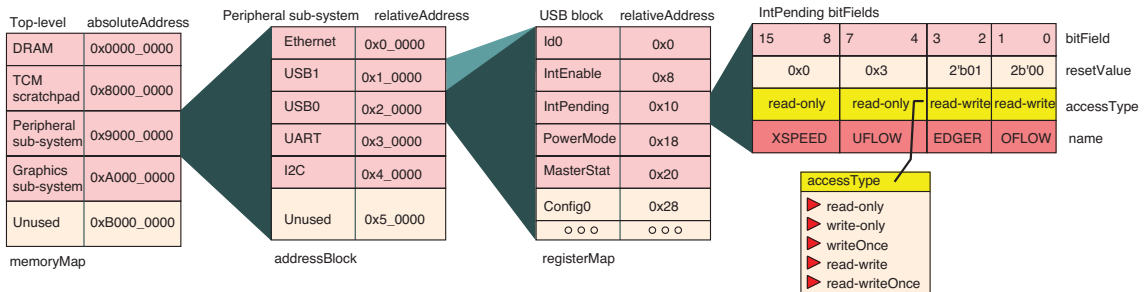 Top-level absoluteAddress
DRAM 0x0000_0000
TCM scratchpad 0x8000_0000
Peripheral sub-system 0x9000_0000
Graphics sub-system 0xA000_0000
Unused 0xB000_0000
memoryMap
Peripheral sub-system relativeAddress
Ethernet 0x0_0000
USB1 0x1_0000
USB0 0x2_0000
UART 0x3_0000
I2C 0x4_0000
Unused 0x5_0000
addressBlock
USB block relativeAddress
Id0 0x0
IntEnable 0x8
IntPending 0x10
PowerMode 0x18
MasterStat 0x20
Config0 0x28
registerMap
IntPending bitFields
15 8 7 4 3 2 1 0 bitField
0x0 0x3 2'b01 2b'00 resetValue
read-only read-only read-write read-write accessType
XSPEED UFLOW EDGER OFLOW name
accessType
read-only
write-only
writeOnce
read-write
read-writeOnce